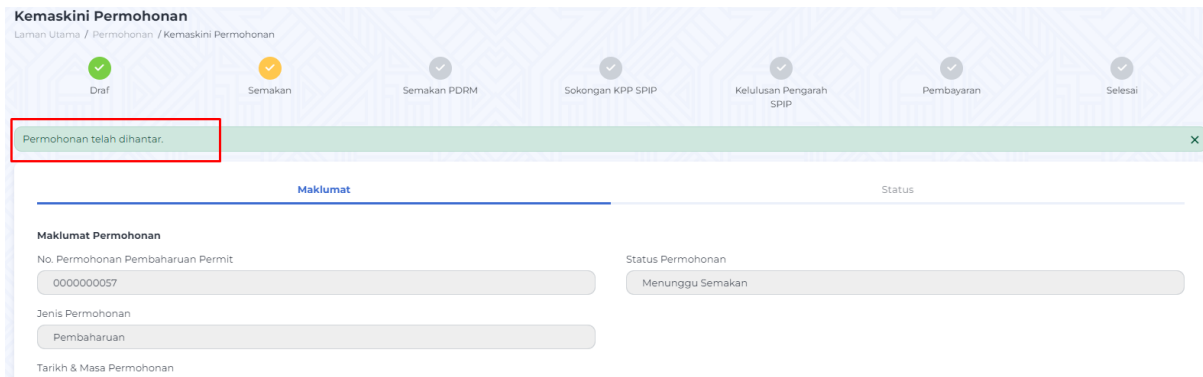 Kemaskini Permohonan
Laman Utama / Permohonan / Kemaskini Permohonan
Draf
Semakan
Semakan PDRM
Sokongan KPP SPIP
Kelulusan Pengarah
SPIP
Pembayaran
Selesai
Permohonan telah dihantar.
Maklumat
Status
Maklumat Permohonan
No. Permohonan Pembaharuan Permit
Status Permohonan
0000000057
Menunggu Semakan
Jenis Permohonan
Pembaharuan
Tarikh & Masa Permohonan